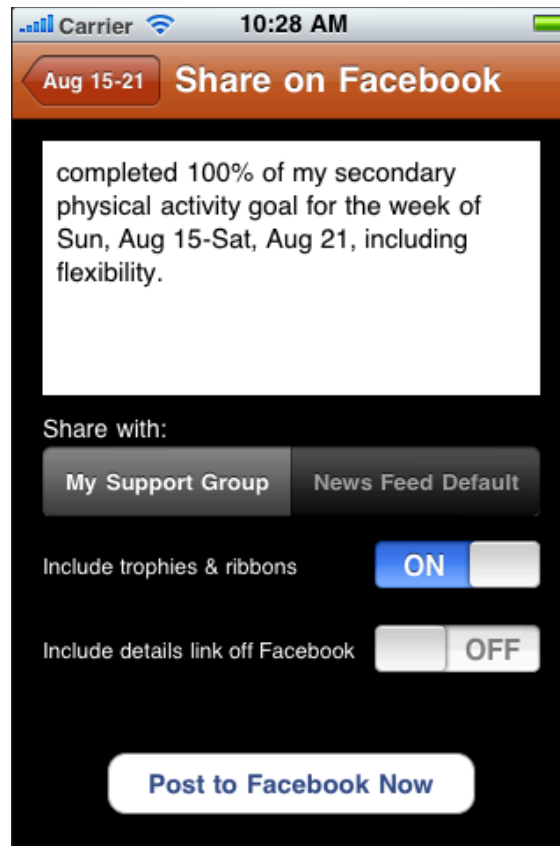 Carrier 10:28 AM
Aug 15-21 Share on Facebook
completed 100% of my secondary
physical activity goal for the week of
Sun, Aug 15-Sat, Aug 21, including
flexibility.
Share with:
My Support Group News Feed Default
Include trophies & ribbons ON
Include details link off Facebook OFF
Post to Facebook Now